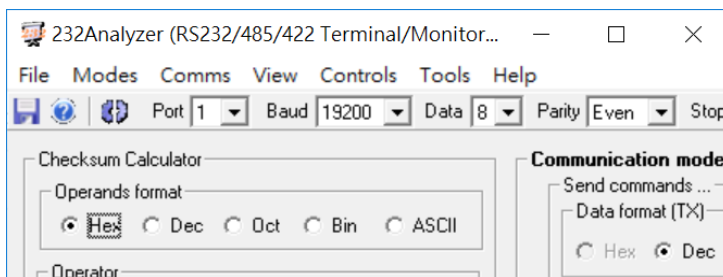 232Analyzer (RS232/485/422 Terminal/Monitor...
File Modes Comms View Controls Tools Help
Port 1 Baud 19200 Data 8 Parity Even Stop
Checksum Calculator
Operands format
Hex Dec Oct Bin ASCII
Operator
Communication mode
Send commands ...
Data format (TX)
Hex Dec